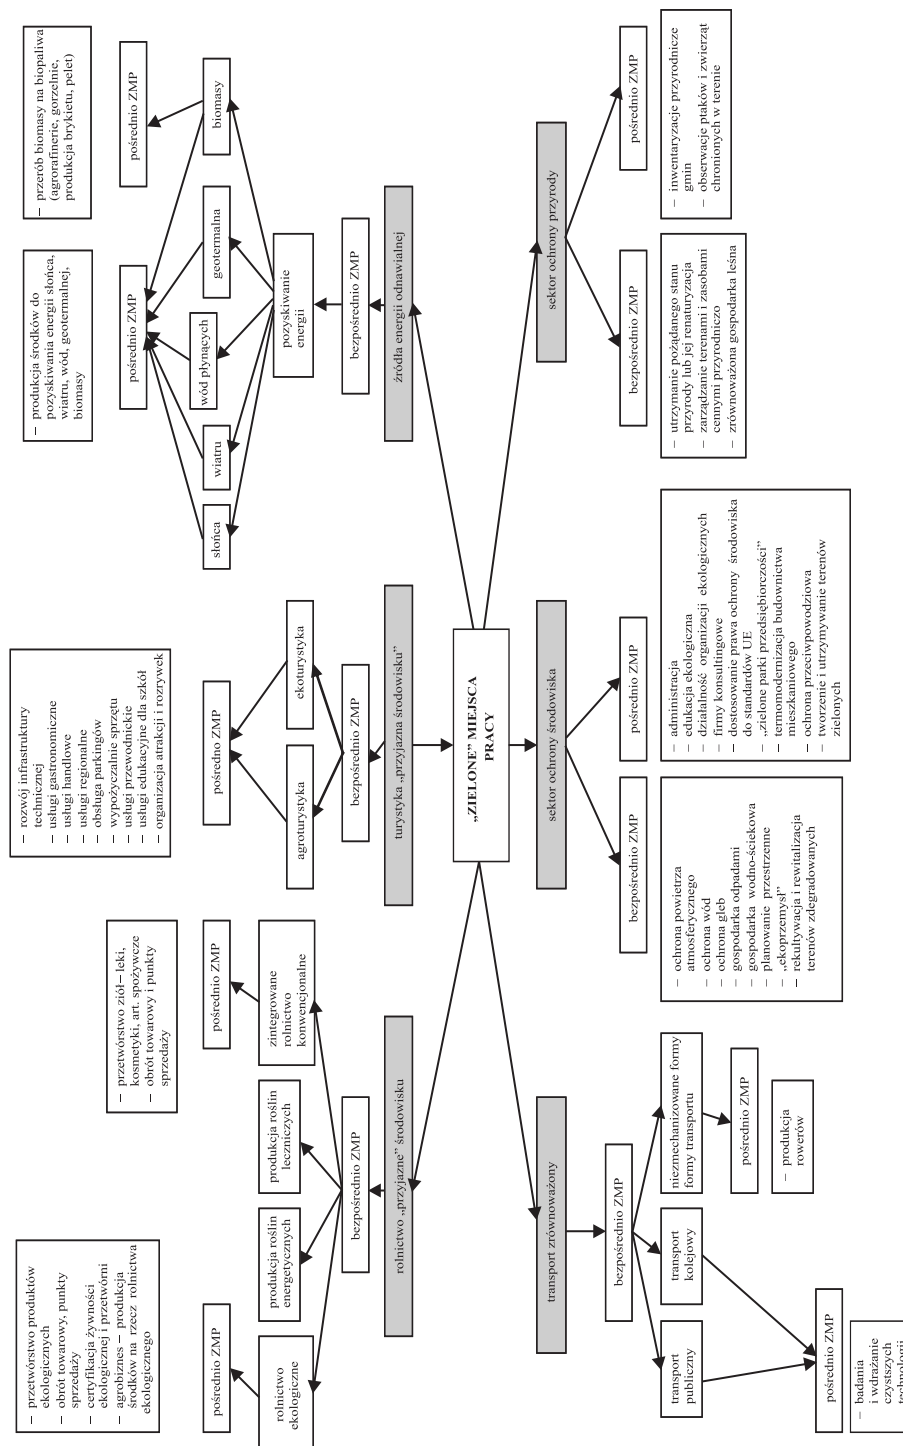 – przetwórstwo produktów
ekologicznych
– obrót towarowy, punkty
sprzedaży
– certyfikacja żywności
ekologicznej i przetwórni
– agrobiznes – produkcja
środków na rzecz rolnictwa
ekologicznego
– przetwórstwo ziół – leki,
kosmetyki, art. spożywcze
– obrót towarowy i punkty
sprzedaży
– rozwój infrastruktury
technicznej
– usługi gastronomiczne
– usługi handlowe
– usługi regionalne
– obsługa parkingów
– wypożyczalnie sprzętu
– usługi przewodnickie
– usługi edukacyjne dla szkół
– organizacja atrakcji i rozrywek
– produkcja środków do
pozyskiwania energii słońca,
wiatru, wód, geotermalnej,
biomasy
– przerób biomasy na biopaliwa
(agrorafinerie, gorzelnie,
produkcja brykietu, pelet)
pośrednio ZMP
pośrednio ZMP
pośredno ZMP
pośrednio ZMP
pośrednio ZMP
rolnictwo
ekologiczne
produkcja roślin
energetycznych
produkcja roślin
leczniczych
zintegrowane
rolnictwo
konwencjonalne
agroturystyka
ekoturystyka
słońca
wiatru
wód płynących
geotermalna
biomasy
pozyskiwanie
energii
bezpośrednio ZMP
bezpośrednio ZMP
bezpośrednio ZMP
rolnictwo „przyjazne” środowisku
turystyka „przyjazna środowisku”
źródła energii odnawialnej
„ZIELONE” MIEJSCA
PRACY
transport zrównoważony
sektor ochrony środowiska
sektor ochrony przyrody
bezpośrednio ZMP
bezpośrednio ZMP
pośrednio ZMP
bezpośrednio ZMP
pośrednio ZMP
transport
publiczny
transport
kolejowy
niezmechanizowane formy
formy transportu
pośrednio ZMP
– produkcja
rowerów
pośrednio ZMP
– badania
i wdrażanie
czystszych
technologii
– ochrona powietrza
atmosferycznego
– ochrona wód
– ochrona gleb
– gospodarka odpadami
– gospodarka wodno-ściekowa
– planowanie przestrzenne
– „ekoprzemysł”
– rekultywacja i rewitalizacja
terenów zdegradowanych
– administracja
– edukacja ekologiczna
– działalność organizacji ekologicznych
– firmy konsultingowe
– dostosowanie prawa ochrony środowiska
do standardów UE
– „zielone parki przedsiębiorczości”
– termomodernizacja budownictwa
mieszkaniowego
– ochrona przeciwpowodziowa
– tworzenie i utrzymywanie terenów
zielonych
– utrzymanie pożądanego stanu
przyrody lub jej renaturyzacja
– zarządzanie terenami i zasobami
cennymi przyrodniczo
– zrównoważona gospodarka leśna
– inwentaryzacje przyrodnicze
gmin
– obserwacje ptaków i zwierząt
chronionych w terenie